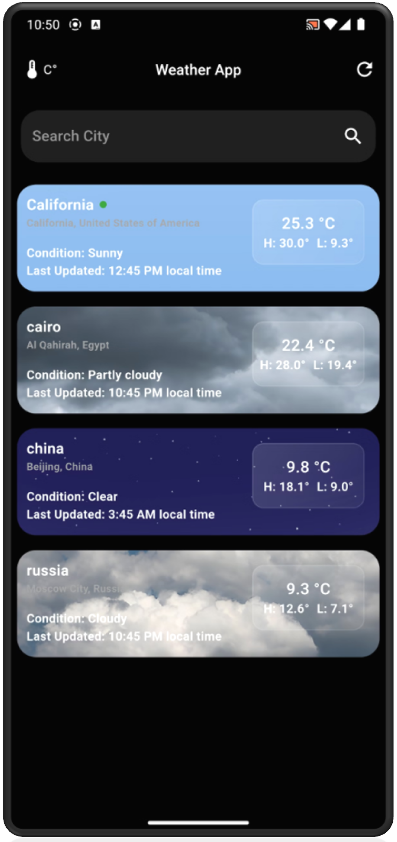 10:50 A
C° Weather App
Search City
California
California, United States of America
25.3 °C
H: 30.0° L: 9.3°
Condition: Sunny
Last Updated: 12:45 PM local time
cairo
Al Qahirah, Egypt
22.4 °C
H: 28.0° L: 19.4°
Condition: Partly cloudy
Last Updated: 10:45 PM local time
china
Beijing, China
9.8 °C
H: 18.1° L: 9.0°
Condition: Clear
Last Updated: 3:45 AM local time
russia
Moscow City, Russia
9.3 °C
H: 12.6° L: 7.1°
Condition: Cloudy
Last Updated: 10:45 PM local time